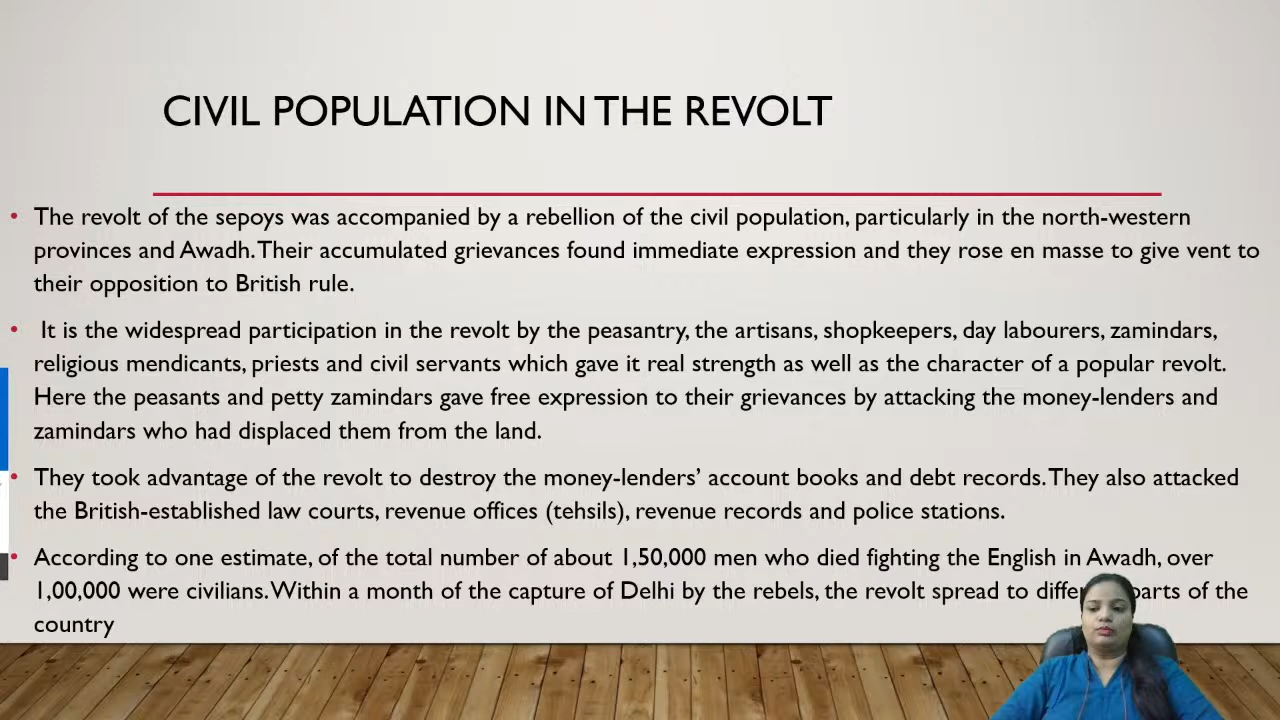 CIVIL POPULATION IN THE REVOLT
• The revolt of the sepoys was accompanied by a rebellion of the civil population, particularly in the north-western
provinces and Awadh. Their accumulated grievances found immediate expression and they rose en masse to give vent to
their opposition to British rule.
• It is the widespread participation in the revolt by the peasantry, the artisans, shopkeepers, day labourers, zamindars,
religious mendicants, priests and civil servants which gave it real strength as well as the character of a popular revolt.
Here the peasants and petty zamindars gave free expression to their grievances by attacking the money-lenders and
zamindars who had displaced them from the land.
• They took advantage of the revolt to destroy the money-lenders’ account books and debt records. They also attacked
the British-established law courts, revenue offices (tehsils), revenue records and police stations.
• According to one estimate, of the total number of about 1,50,000 men who died fighting the English in Awadh, over
1,00,000 were civilians. Within a month of the capture of Delhi by the rebels, the revolt spread to parts of the
country